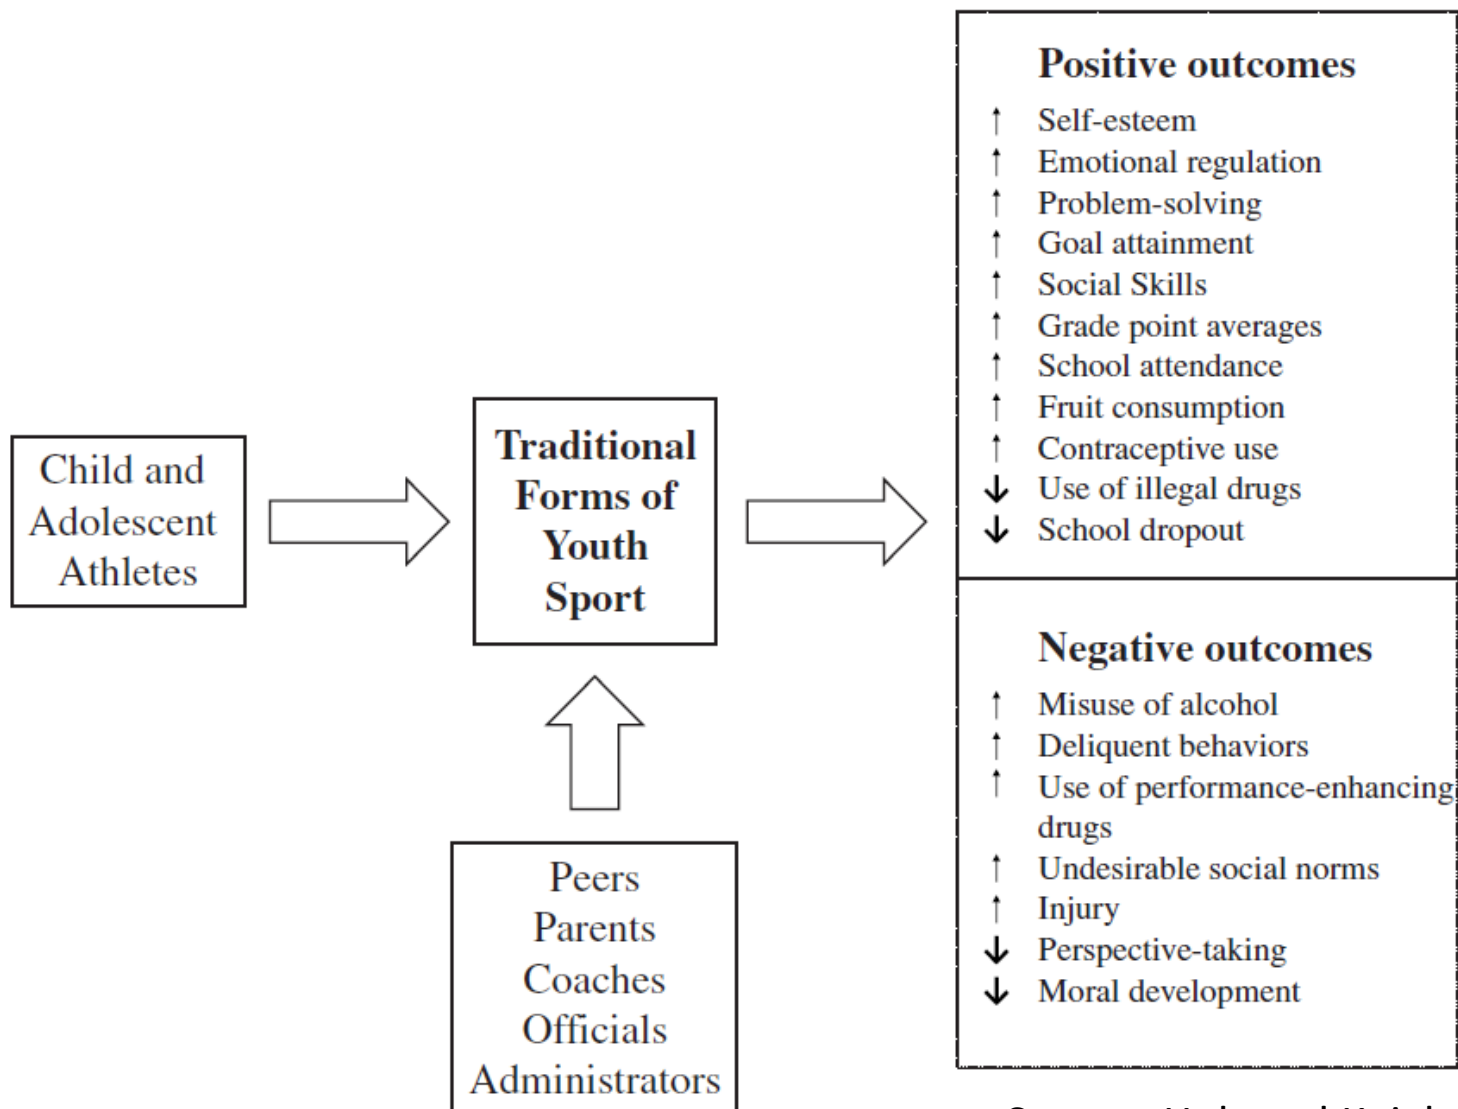 Child and
Adolescent
Athletes
Traditional
Forms of
Youth
Sport
Peers
Parents
Coaches
Officials
Administrators
Positive outcomes
↑ Self-esteem
↑ Emotional regulation
↑ Problem-solving
↑ Goal attainment
↑ Social Skills
↑ Grade point averages
↑ School attendance
↑ Fruit consumption
↑ Contraceptive use
↓ Use of illegal drugs
↓ School dropout
Negative outcomes
↑ Misuse of alcohol
↑ Deliquent behaviors
↑ Use of performance-enhancing
drugs
↑ Undesirable social norms
↑ Injury
↓ Perspective-taking
↓ Moral development